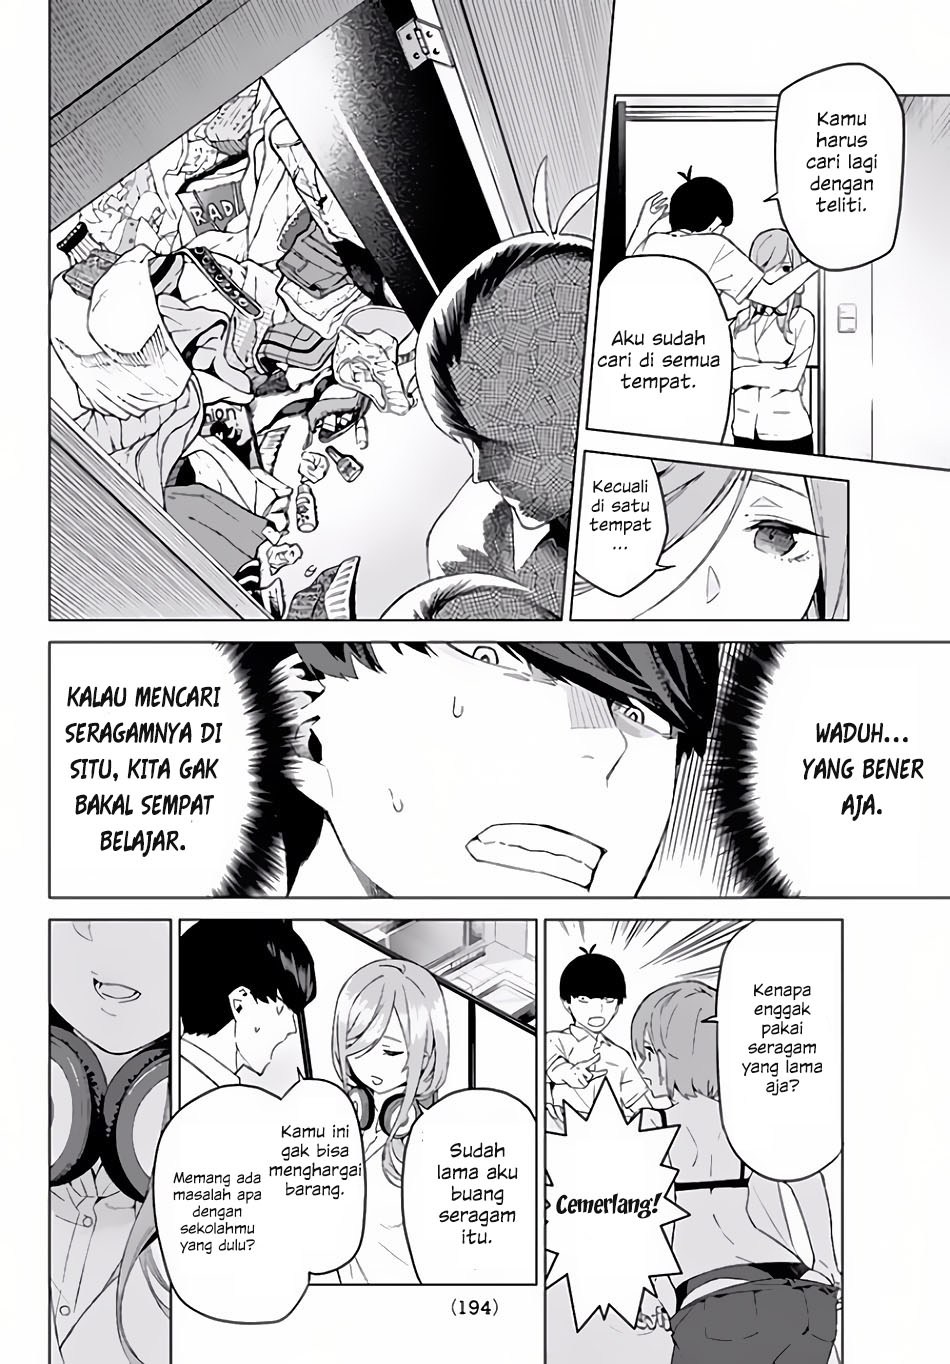 Kamu
harus
cari lagi
dengan
teliti.
Aku sudah
cari di semua
tempat.
Kecuali
di satu
tempat
...
RADI
nion
WADUH...
YANG BENER
AJA.
KALAU MENCARI
SERAGAMNYA DI
SITU, KITA GAK
BAKAL SEMPAT
BELAJAR.
Kenapa
enggak
pakai
seragam
yang lama
aja?
Cemerlang!
Sudah
lama aku
buang
seragam
itu.
Kamu ini
gak bisa
menghargai
barang.
Memang ada
masalah apa
dengan
sekolahmu
yang dulu?
(194)